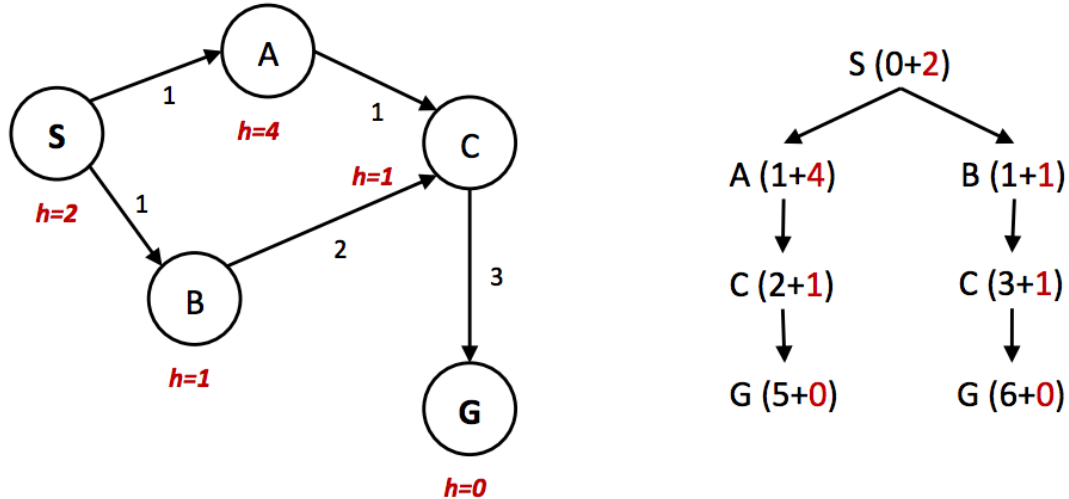 A
1
h=4
1
S
h=2
C
h=1
1
2
B
h=1
3
G
h=0
S (0+2)
A (1+4) B (1+1)
C (2+1) C (3+1)
G (5+0) G (6+0)